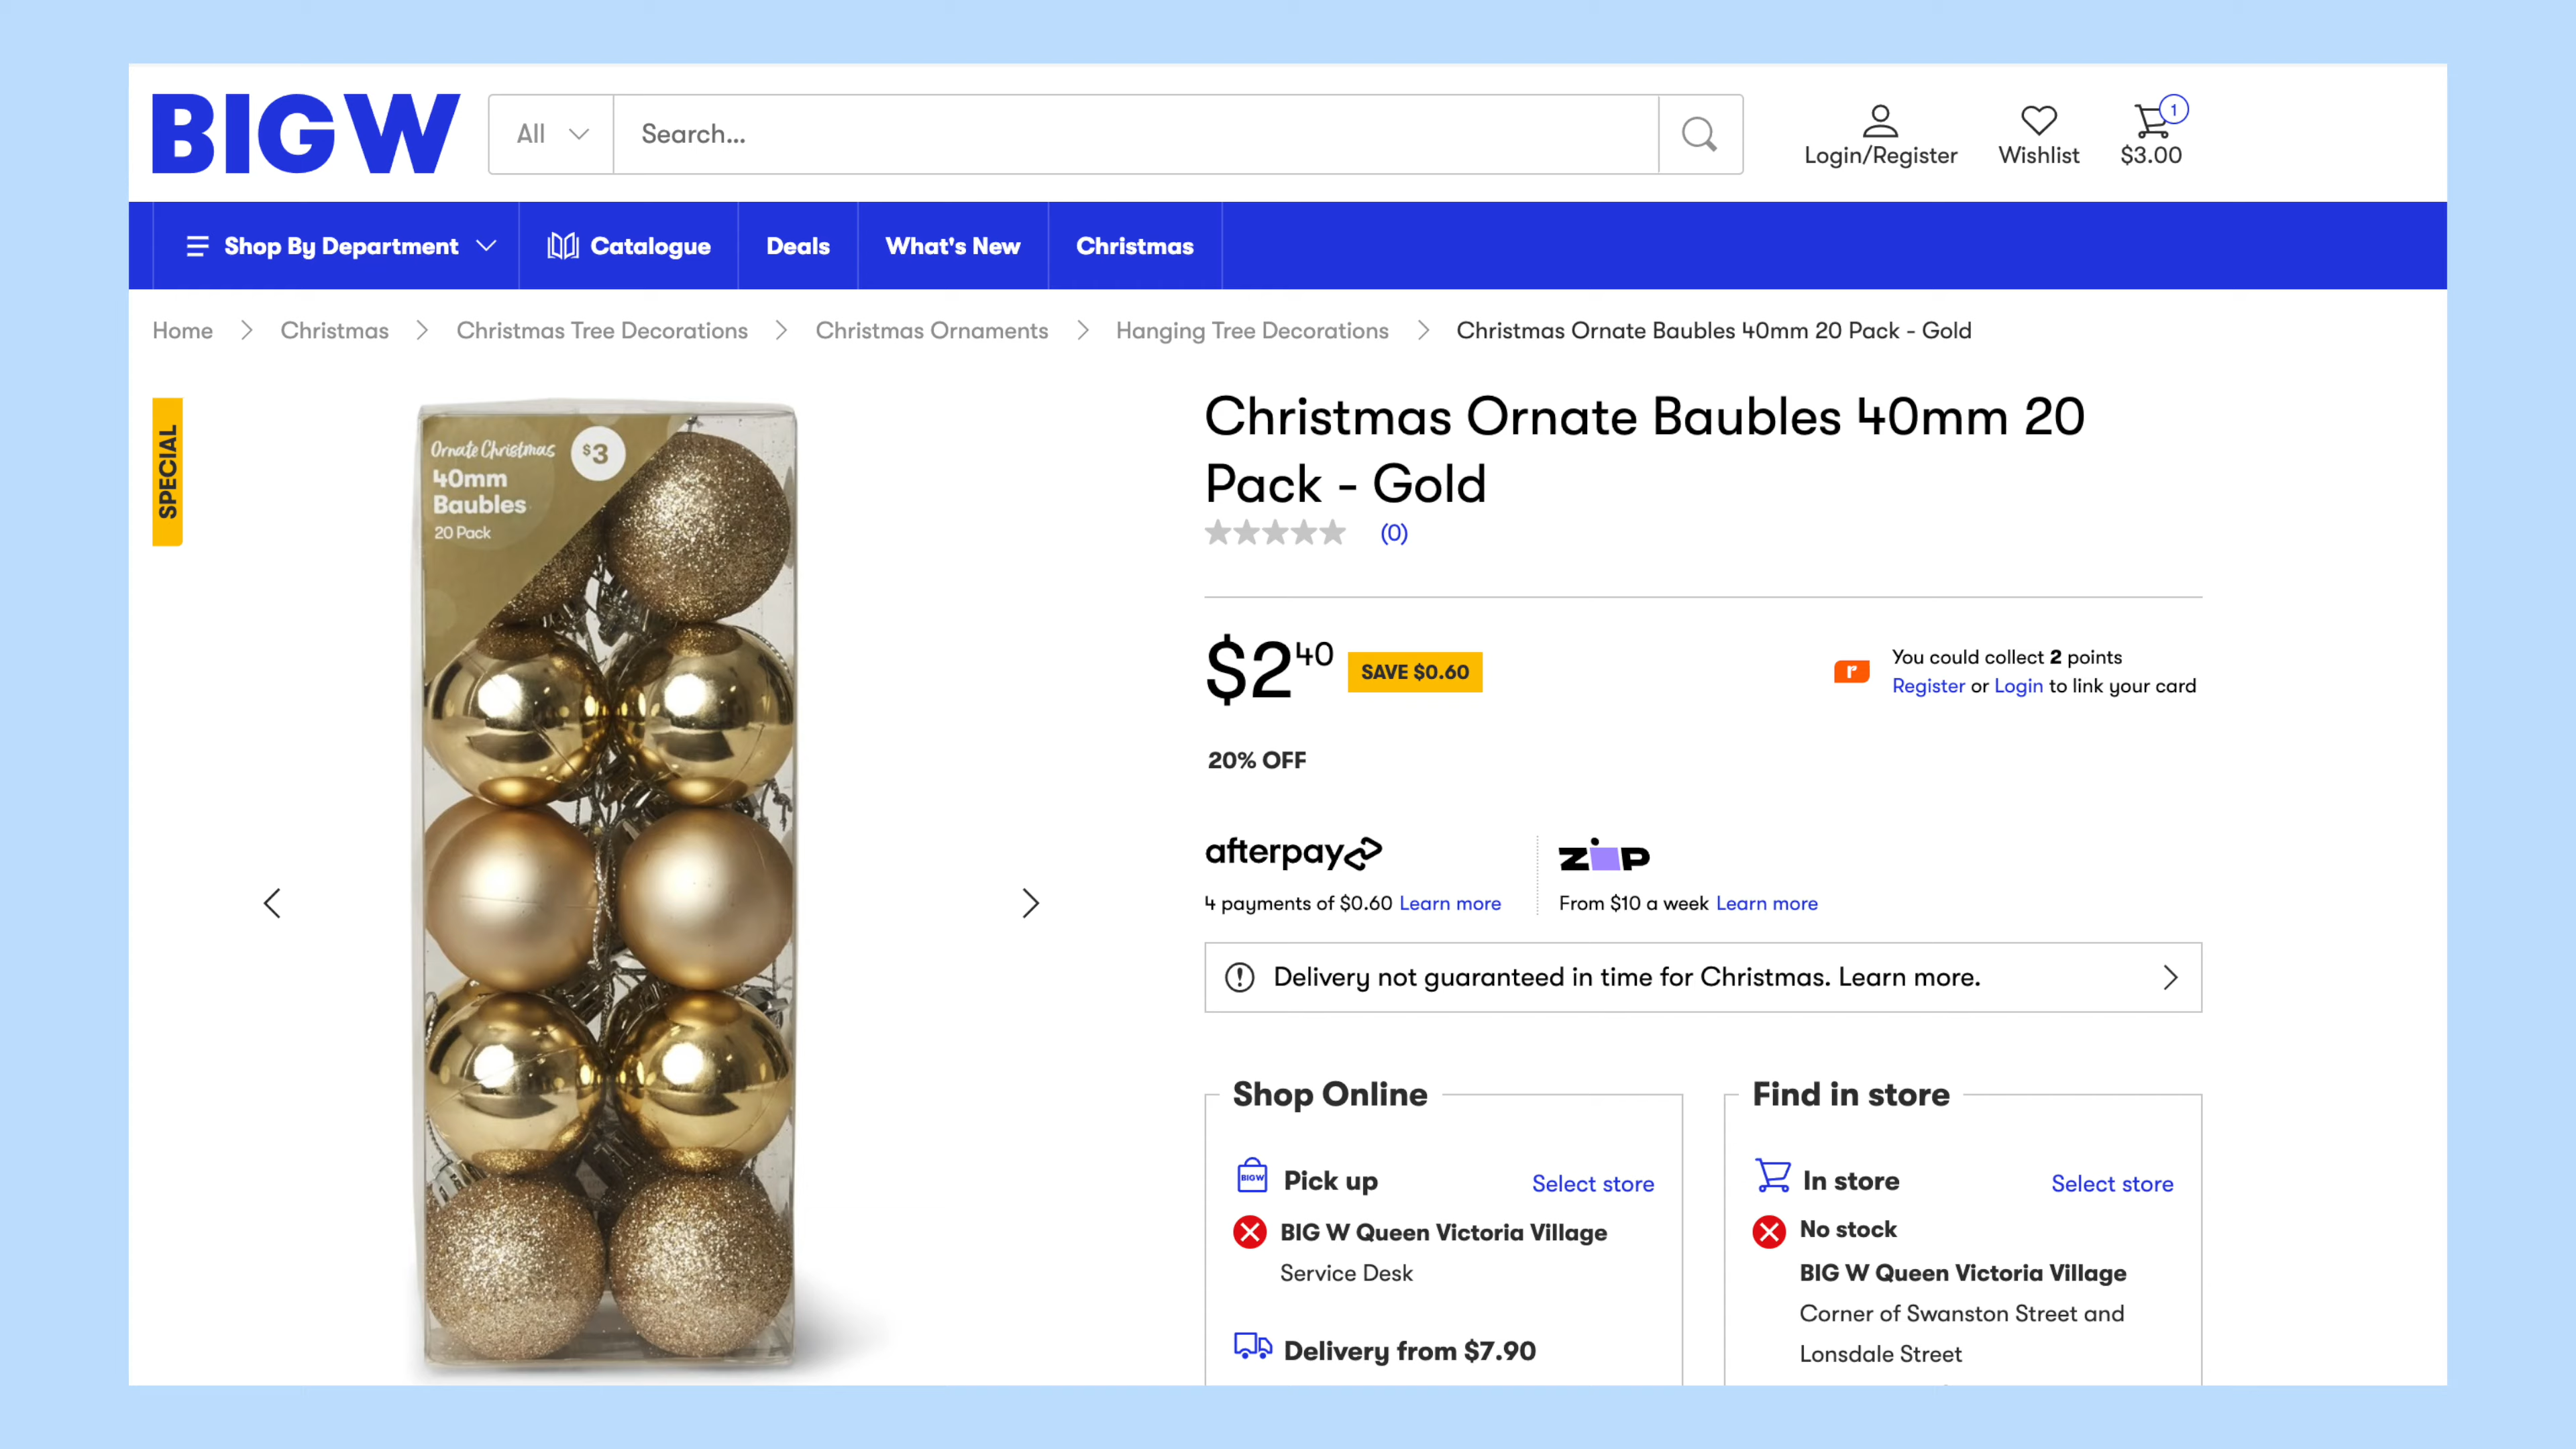 BIGW
All
Search...
1
Login/Register
Wishlist
$3.00
Shop By Department
Catalogue
Deals
What's New
Christmas
Home
Christmas
Christmas Tree Decorations
Christmas Ornaments
Hanging Tree Decorations
Christmas Ornate Baubles 40mm 20 Pack - Gold
SPECIAL
Ornate Christmas
$3
40mm
Baubles
20 Pack
Christmas Ornate Baubles 40mm 20
Pack - Gold
(0)
$2 40
SAVE $0.60
r
You could collect 2 points
Register or Login to link your card
20% OFF
afterpay
4 payments of $0.60 Learn more
zip
From $10 a week Learn more
Delivery not guaranteed in time for Christmas. Learn more.
Shop Online
BIGW
Pick up
Select store
BIG W Queen Victoria Village
Service Desk
Delivery from $7.90
Find in store
In store
Select store
No stock
BIG W Queen Victoria Village
Corner of Swanston Street and
Lonsdale Street